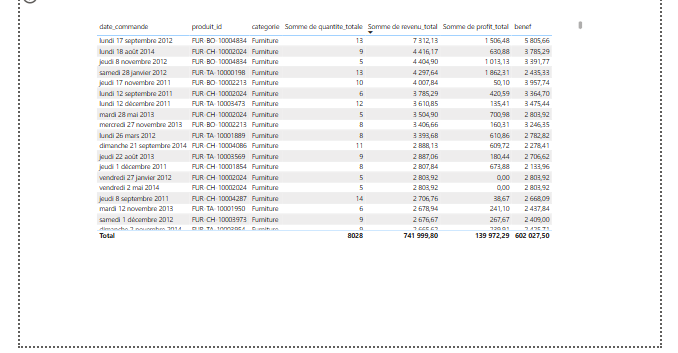 date_commande produit_id categorie Somme de quantite_totale Somme de revenu_total Somme de profit_total benef
lundi 17 septembre 2012 FUR-BO-10004834 Furniture 13 7 312,13 1 506,48 5 805,66
lundi 18 août 2014 FUR-CH-10002024 Furniture 9 4 416,17 630,88 3 785,29
jeudi 8 novembre 2012 FUR-BO-10004834 Furniture 5 4 404,90 1 013,13 3 391,77
samedi 28 janvier 2012 FUR-TA-10000198 Furniture 13 4 297,64 1 862,31 2 435,33
jeudi 17 novembre 2011 FUR-BO-10002213 Furniture 10 4 007,84 50,10 3 957,74
lundi 12 septembre 2011 FUR-CH-10002024 Furniture 6 3 785,29 420,59 3 364,70
lundi 12 décembre 2011 FUR-TA-10003473 Furniture 12 3 610,85 135,41 3 475,44
mardi 28 mai 2013 FUR-CH-10002024 Furniture 5 3 504,90 700,98 2 803,92
mercredi 27 novembre 2013 FUR-BO-10002213 Furniture 8 3 406,66 160,31 3 246,35
lundi 26 mars 2012 FUR-TA-10001889 Furniture 8 3 393,68 610,86 2 782,82
dimanche 21 septembre 2014 FUR-CH-10004086 Furniture 11 2 888,13 609,72 2 278,41
jeudi 22 août 2013 FUR-TA-10003569 Furniture 9 2 887,06 180,44 2 706,62
jeudi 1 décembre 2011 FUR-CH-10001854 Furniture 8 2 807,84 673,88 2 133,96
vendredi 27 janvier 2012 FUR-CH-10002024 Furniture 5 2 803,92 0,00 2 803,92
vendredi 2 mai 2014 FUR-CH-10002024 Furniture 5 2 803,92 0,00 2 803,92
jeudi 8 septembre 2011 FUR-CH-10004287 Furniture 14 2 706,76 38,67 2 668,09
mardi 12 novembre 2013 FUR-TA-10001950 Furniture 6 2 678,94 241,10 2 437,84
samedi 1 décembre 2012 FUR-CH-10003973 Furniture 9 2 676,67 267,67 2 409,00
Total 8028 741 999,80 139 972,29 602 027,50